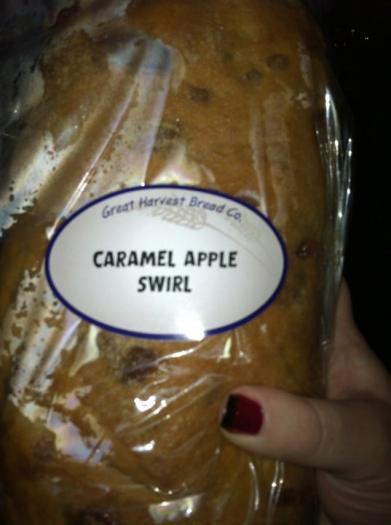 Great Harvest Bread Co.
CARAMEL APPLE
SWIRL